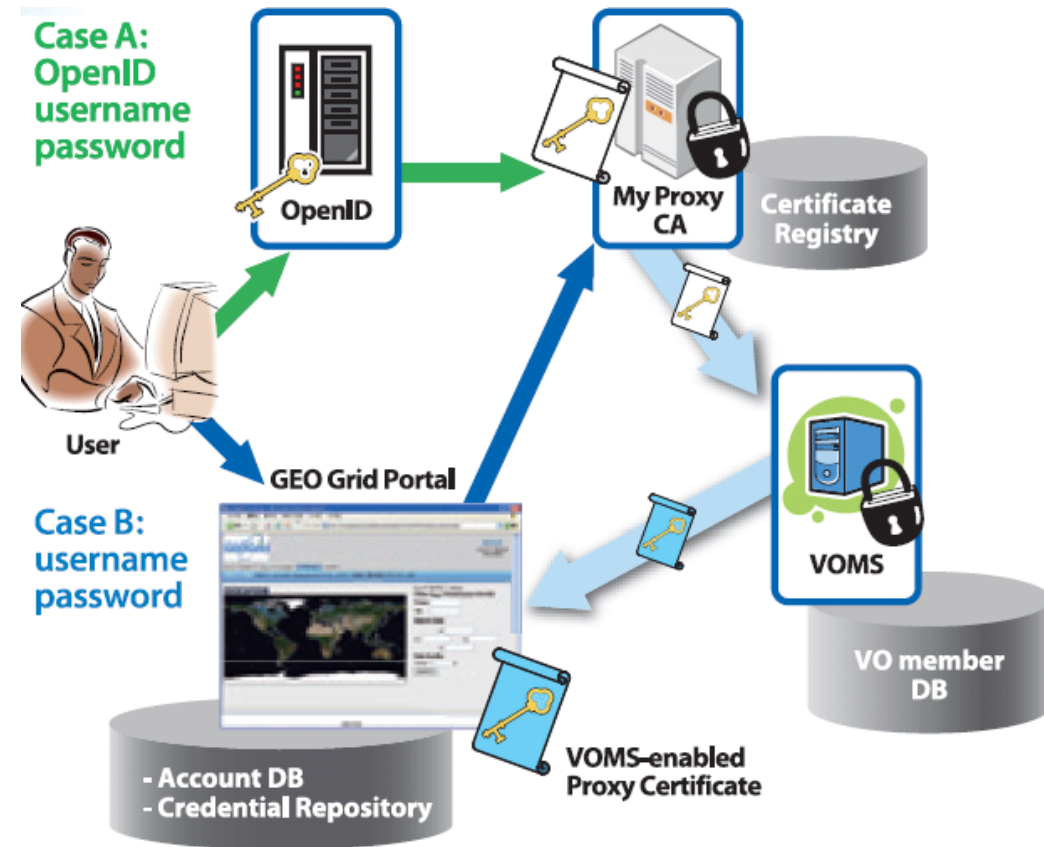 Case A:
OpenID
username
password
OpenID
My Proxy
CA
Certificate
Registry
User
GEO Grid Portal
Case B:
username
password
VOMS
VO member
DB
VOMS-enabled
Proxy Certificate
- Account DB
- Credential Repository